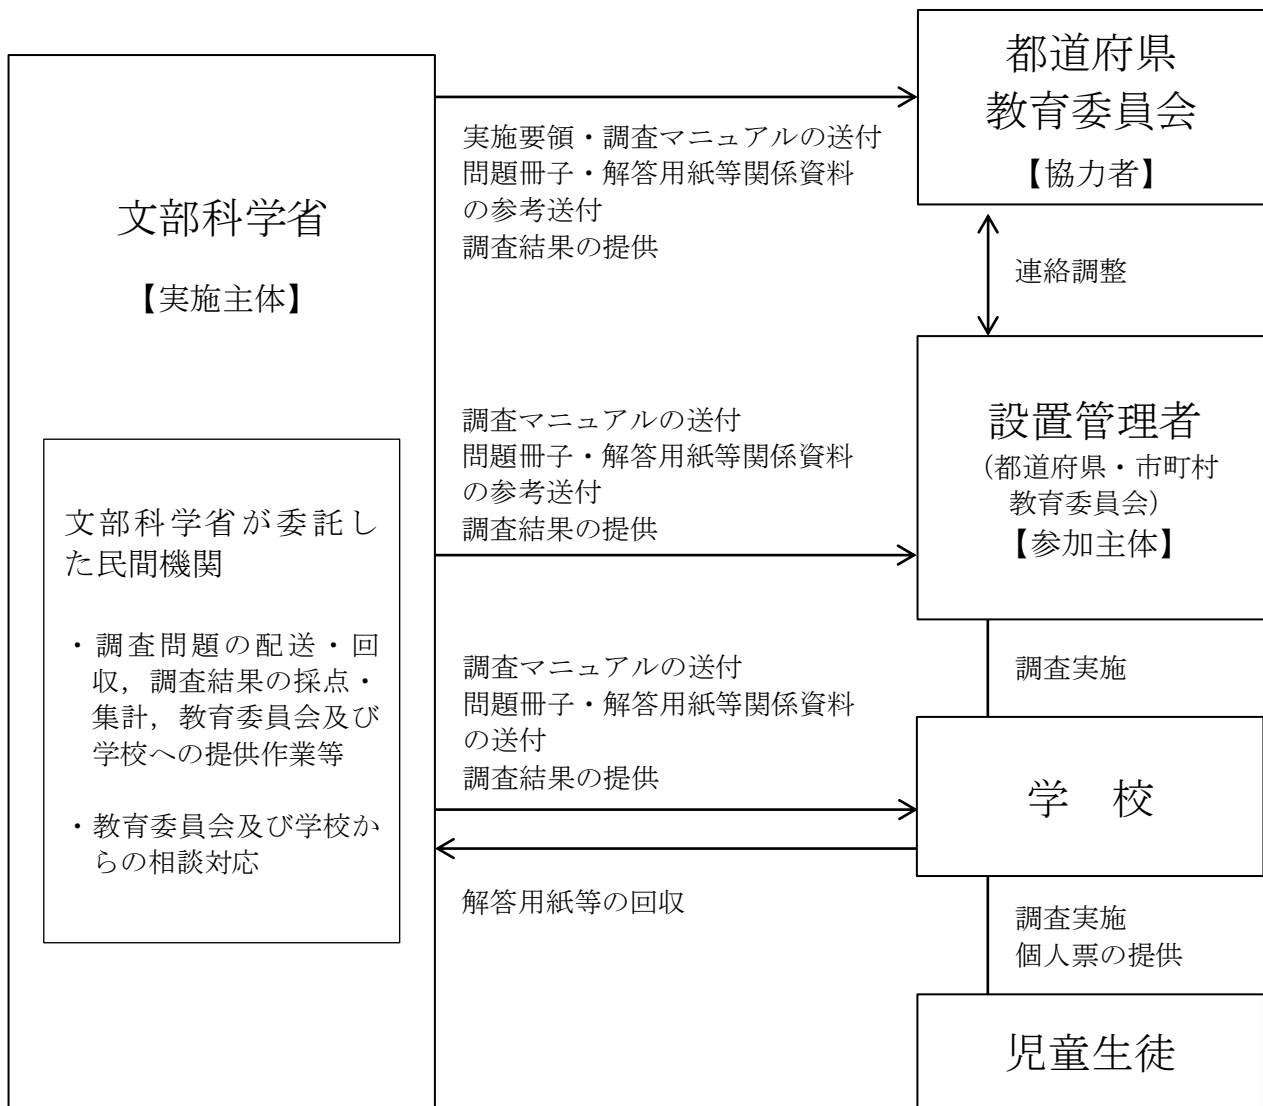 文部科学省
【実施主体】
文部科学省が委託し
た民間機関
・調査問題の配送・回
収，調査結果の採点・
集計，教育委員会及び
学校への提供作業等
・教育委員会及び学校か
らの相談対応
実施要領・調査マニュアルの送付
問題冊子・解答用紙等関係資料
の参考送付
調査結果の提供
都道府県
教育委員会
【協力者】
連絡調整
調査マニュアルの送付
問題冊子・解答用紙等関係資料
の参考送付
調査結果の提供
設置管理者
（都道府県・市町村
教育委員会）
【参加主体】
調査実施
調査マニュアルの送付
問題冊子・解答用紙等関係資料
の送付
調査結果の提供
学　校
解答用紙等の回収
調査実施
個人票の提供
児童生徒